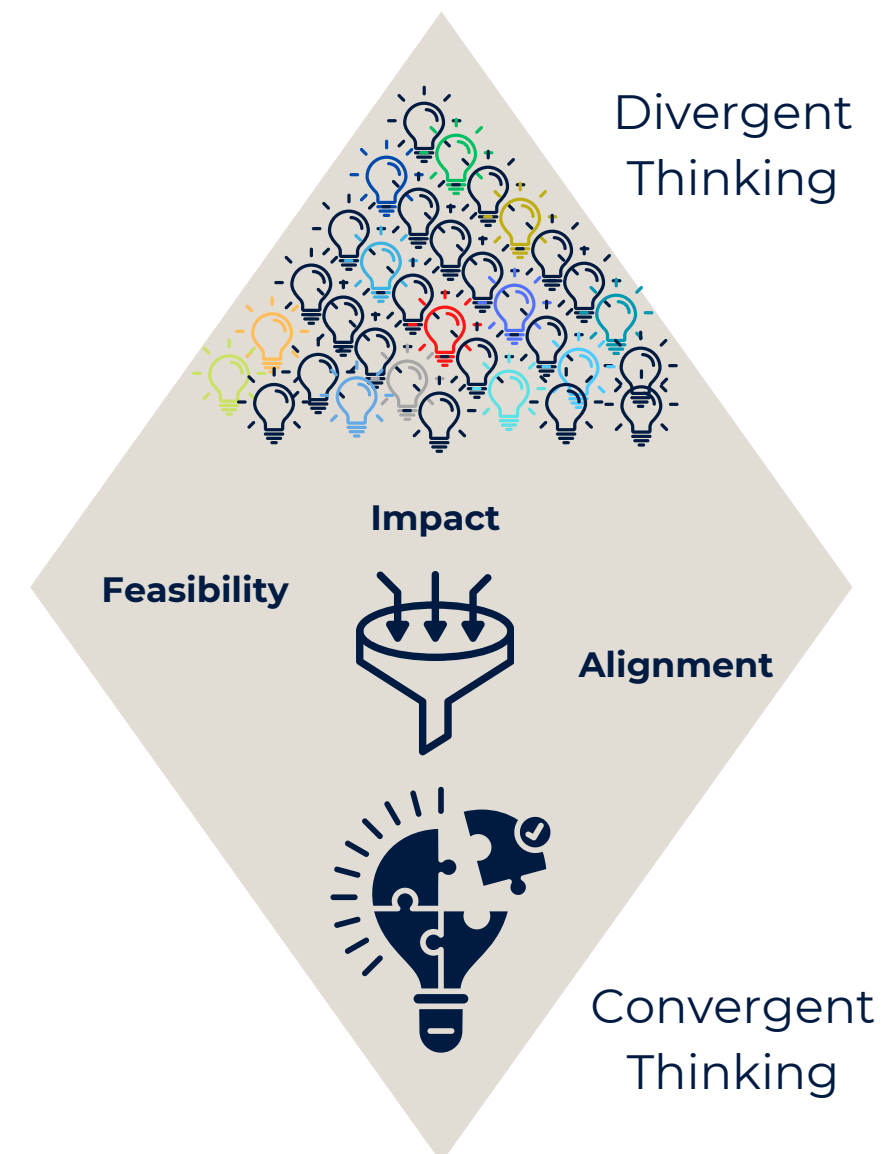 Divergent
Thinking
Impact
Feasibility
Alignment
Convergent
Thinking